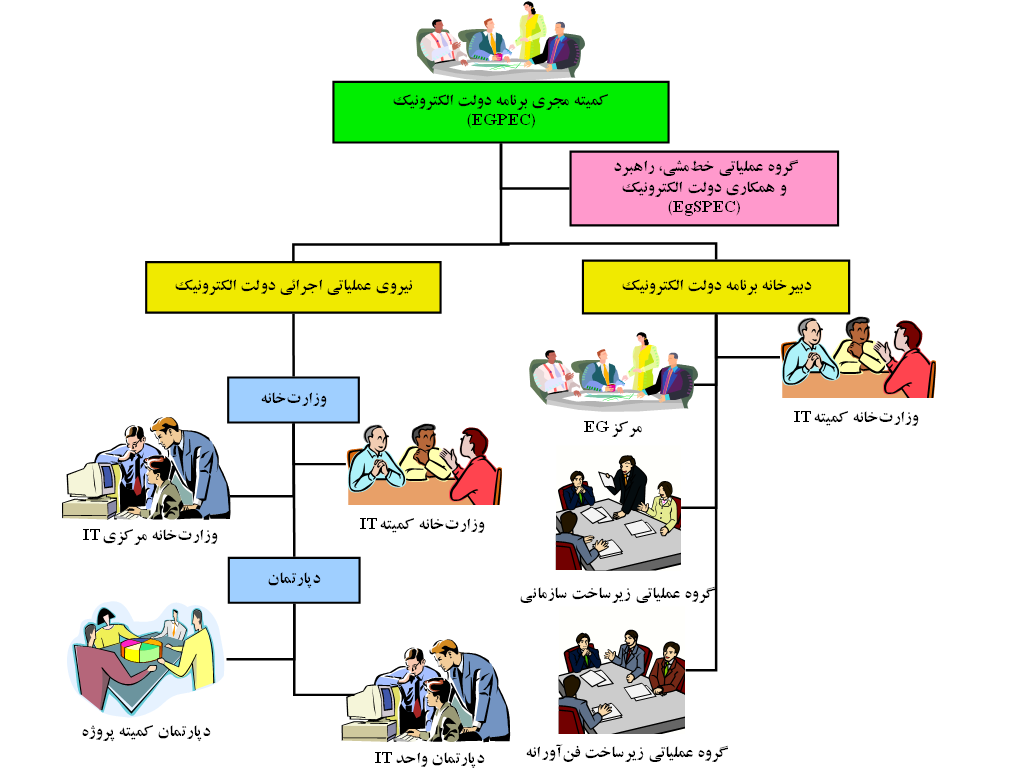 کمیته مجری برنامه دولت الکترونیک
(EGPEC)
گروه عملیاتی خط‌مشی، راهبرد
و همکاری دولت الکترونیک
(EgSPEC)
دبیرخانه برنامه دولت الکترونیک
نیروی عملیاتی اجرائی دولت الکترونیک
وزارت‌خانه کمیته IT
مرکز EG
وزارت‌خانه
وزارت‌خانه کمیته IT
وزارت‌خانه مرکزی IT
دپارتمان
گروه عملیاتی زیرساخت سازمانی
دپارتمان کمیته پروژه
دپارتمان واحد IT
گروه عملیاتی زیرساخت فن‌آورانه